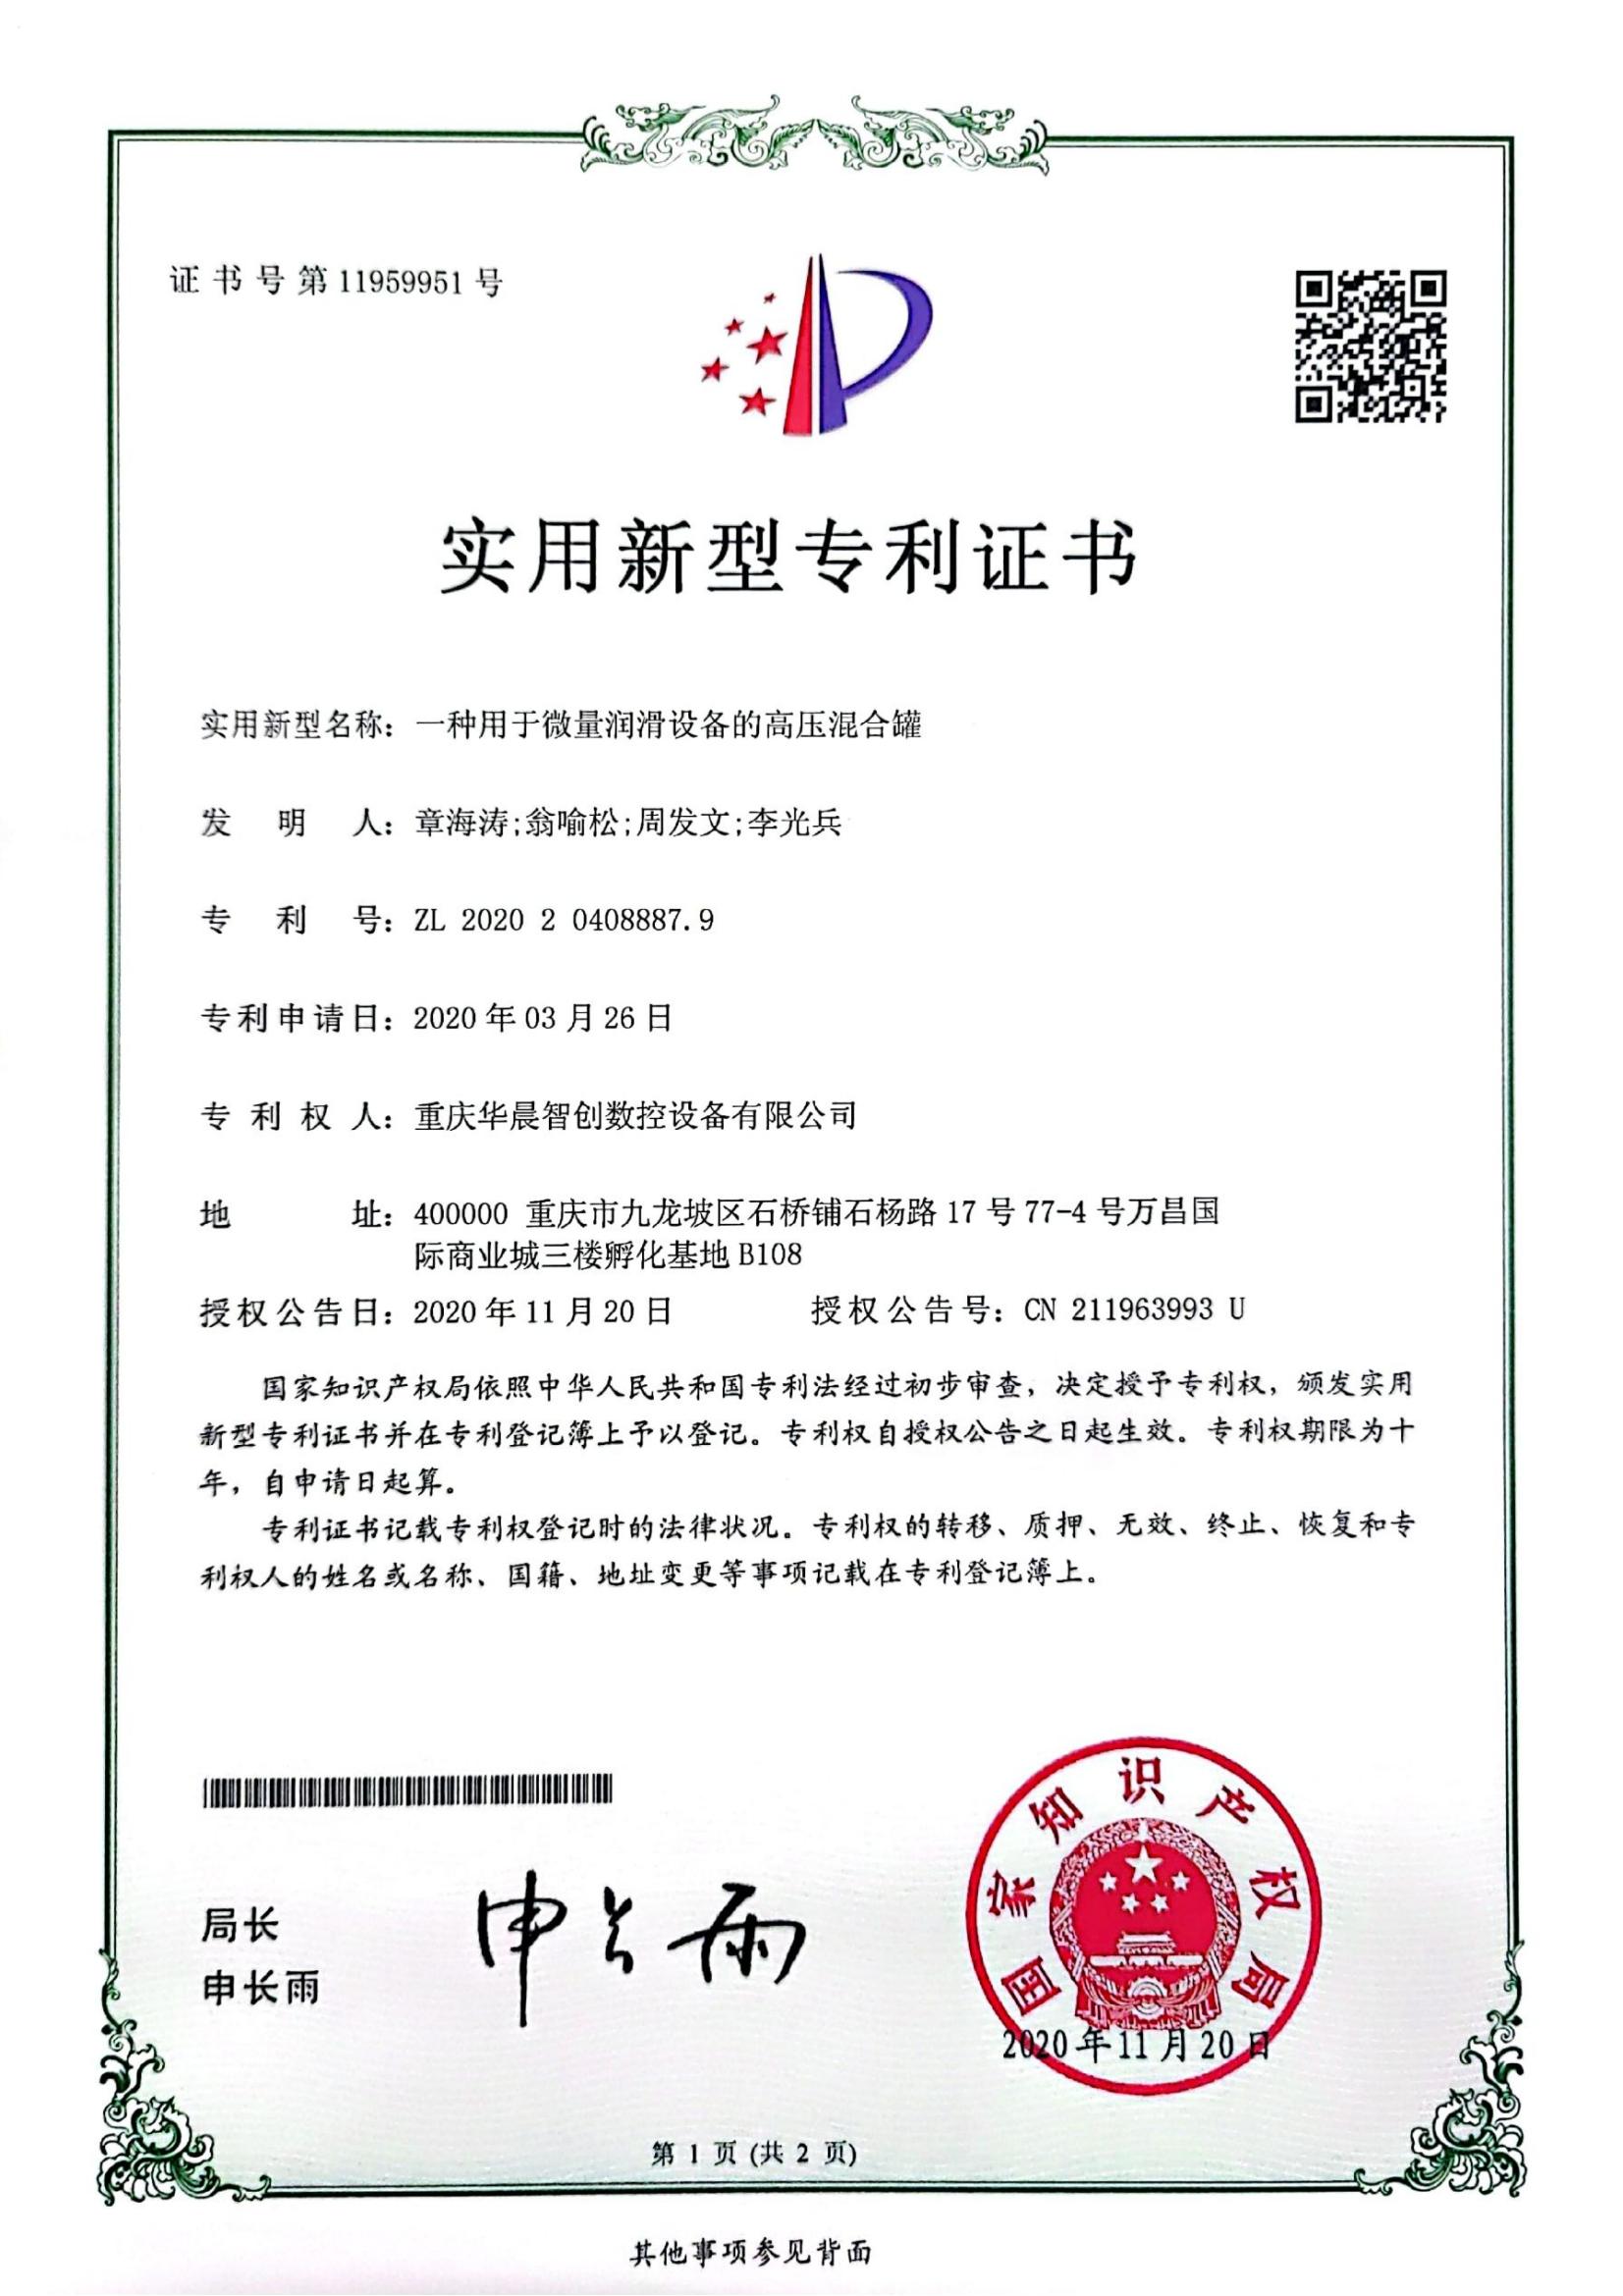 证书号第11959951号
实用新型专利证书
实用新型名称：一种用于微量润滑设备的高压混合罐
发明人：章海涛;翁喻松;周发文;李光兵
专利号：ZL 2020 2 0408887.9
专利申请日：2020年03月26日
专利权人：重庆华晨智创数控设备有限公司
地址：400000 重庆市九龙坡区石桥铺石杨路17号77-4号万昌国
际商业城三楼孵化基地B108
授权公告日：2020年11月20日 授权公告号：CN 211963993 U
国家知识产权局依照中华人民共和国专利法经过初步审查，决定授予专利权，颁发实用
新型专利证书并在专利登记簿上予以登记。专利权自授权公告之日起生效。专利权期限为十
年，自申请日起算。
专利证书记载专利权登记时的法律状况。专利权的转移、质押、无效、终止、恢复和专
利权人的姓名或名称、国籍、地址变更等事项记载在专利登记簿上。
局长
申长雨
申长雨
国家知识产权局
2020年11月20日
第 1 页 (共 2 页)
其他事项参见背面